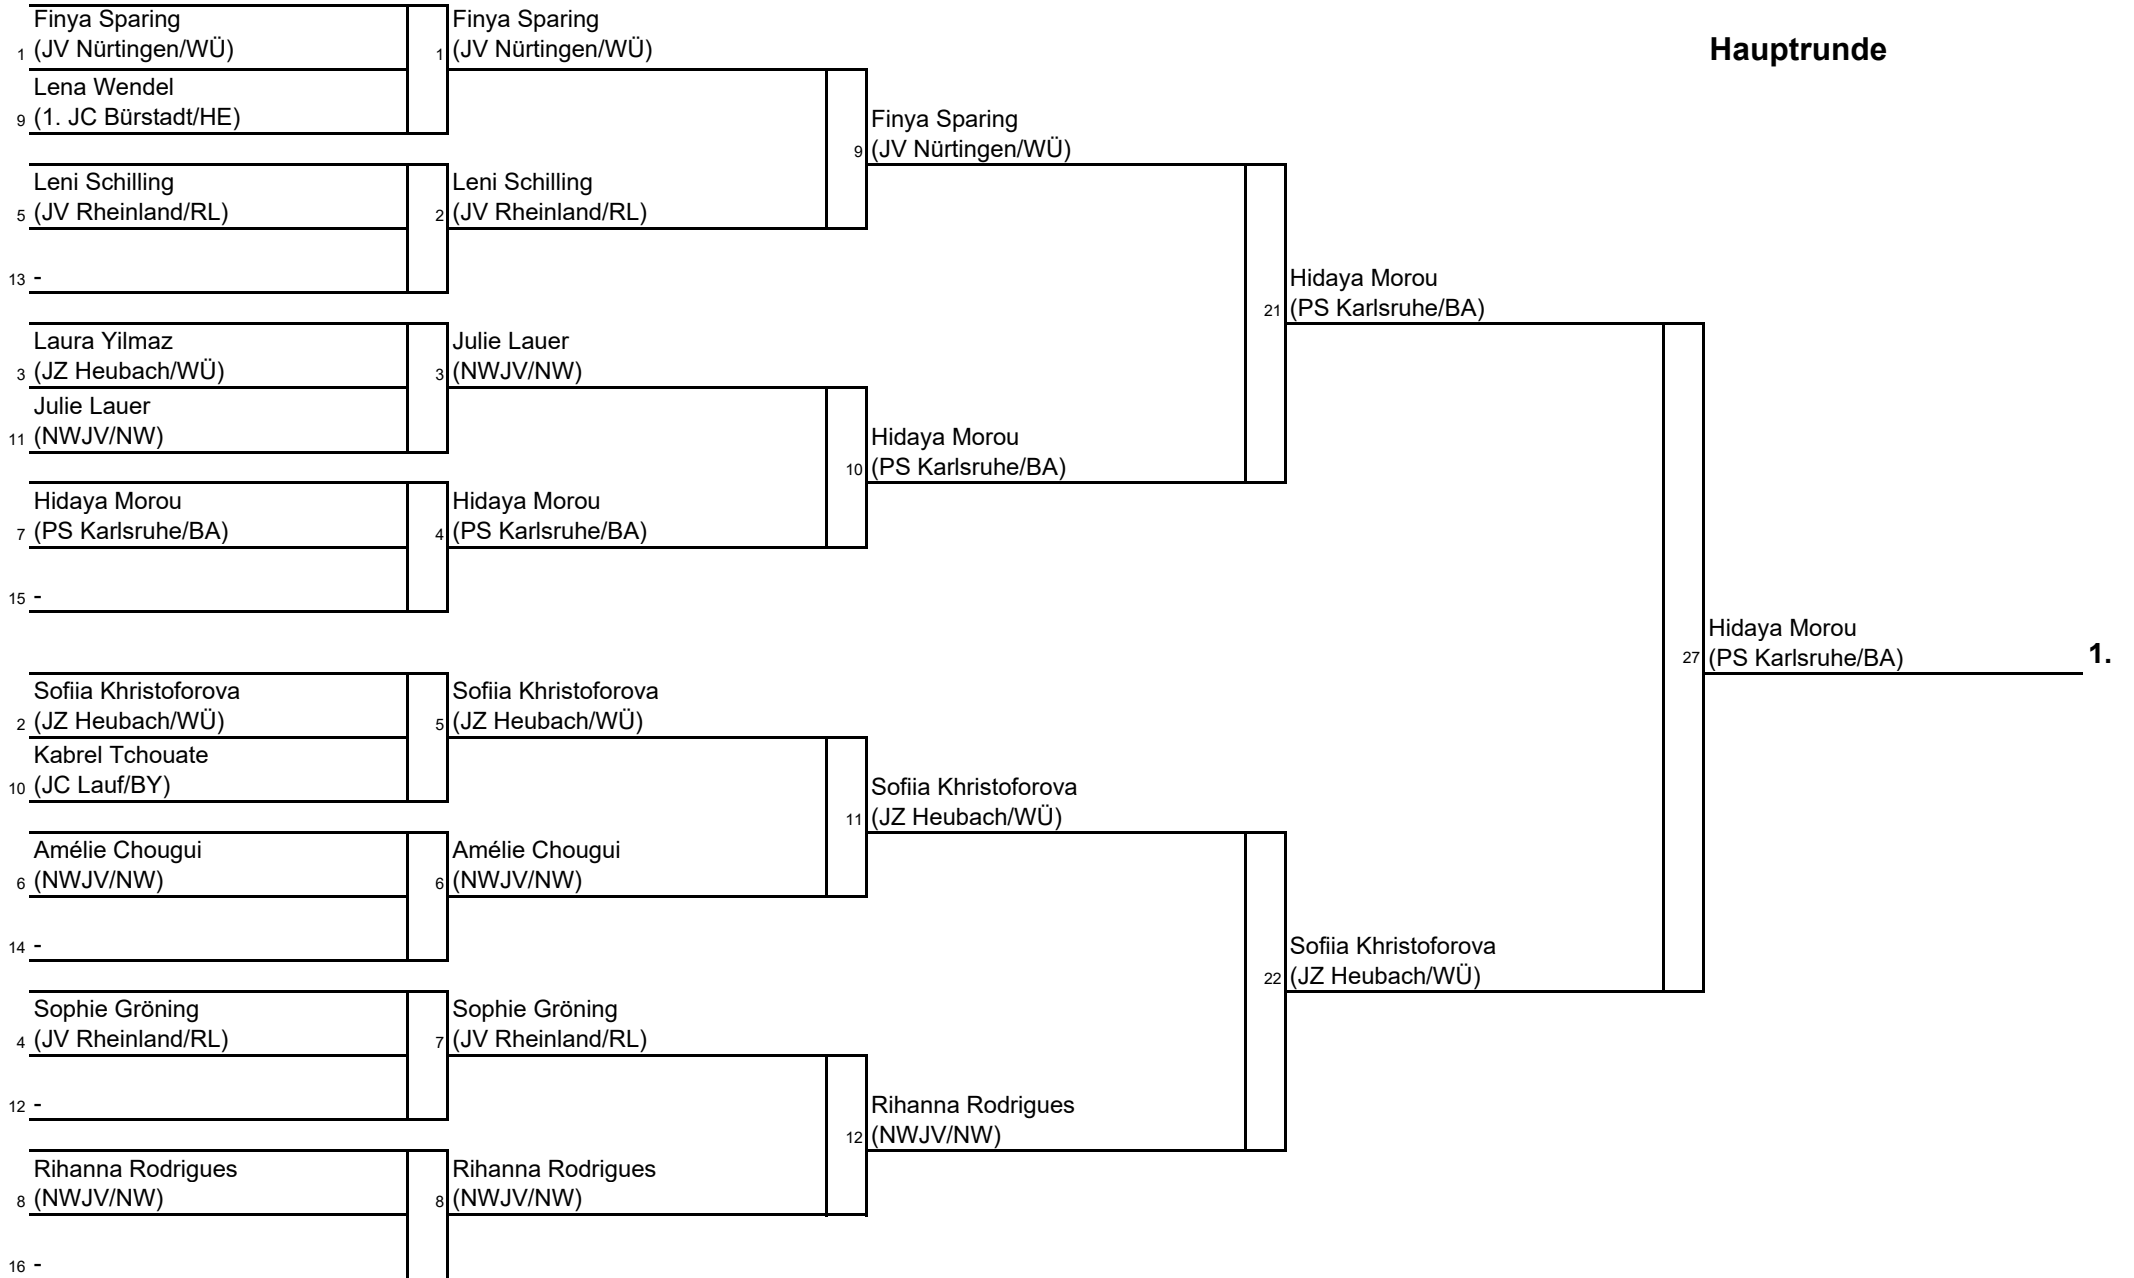 Hauptrunde
Finya Sparing
1 (JV Nürtingen/WÜ)
Lena Wendel
9 (1. JC Bürstadt/HE)
Leni Schilling
5 (JV Rheinland/RL)
13 -
Laura Yilmaz
3 (JZ Heubach/WÜ)
Julie Lauer
11 (NWJV/NW)
Hidaya Morou
7 (PS Karlsruhe/BA)
15 -
Sofiia Khristoforova
2 (JZ Heubach/WÜ)
Kabrel Tchouate
10 (JC Lauf/BY)
Amélie Chougui
6 (NWJV/NW)
14 -
Sophie Gröning
4 (JV Rheinland/RL)
12 -
Rihanna Rodrigues
8 (NWJV/NW)
16 -
Finya Sparing
1 (JV Nürtingen/WÜ)
Leni Schilling
2 (JV Rheinland/RL)
Julie Lauer
3 (NWJV/NW)
Hidaya Morou
4 (PS Karlsruhe/BA)
Sofiia Khristoforova
5 (JZ Heubach/WÜ)
Amélie Chougui
6 (NWJV/NW)
Sophie Gröning
7 (JV Rheinland/RL)
Rihanna Rodrigues
8 (NWJV/NW)
Finya Sparing
9 (JV Nürtingen/WÜ)
Hidaya Morou
10 (PS Karlsruhe/BA)
Sofiia Khristoforova
11 (JZ Heubach/WÜ)
Rihanna Rodrigues
12 (NWJV/NW)
Hidaya Morou
21 (PS Karlsruhe/BA)
Sofiia Khristoforova
22 (JZ Heubach/WÜ)
Hidaya Morou
27 (PS Karlsruhe/BA) 1.